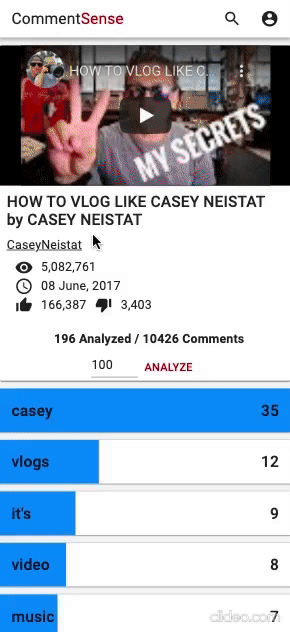 CommentSense
HOW TO VLOG LIKE C...
MY SECRETS
HOW TO VLOG LIKE CASEY NEISTAT
by CASEY NEISTAT
CaseyNeistat
5,082,761
08 June, 2017
166,387 3,403
196 Analyzed / 10426 Comments
100 ANALYZE
casey 35
vlogs 12
it's 9
video 8
music 7
clideo.com